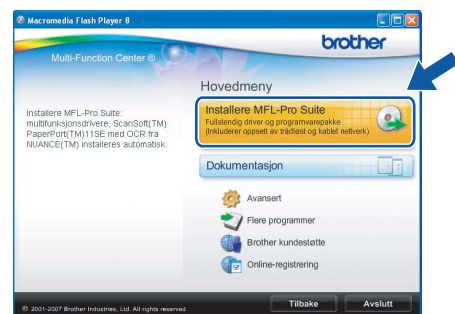 Macromedia Flash Player 8
brother
Multi-Function Center ®
Hovedmeny
Installere MFL-Pro Suite:
multifunksjonsdrivere, ScanSoft(TM)
PaperPort(TM)11SE med OCR fra
NUANCE(TM) installeres automatisk.
Installere MFL-Pro Suite
Fullstendig driver og programvarepakke
(Inkluderer oppsett av trådløst og kablet nettverk)
Dokumentasjon
Avansert
Flere programmer
Brother kundestøtte
Online-registrering
© 2001-2007 Brother Industries, Ltd. All rights reserved.
Tilbake
Avslutt